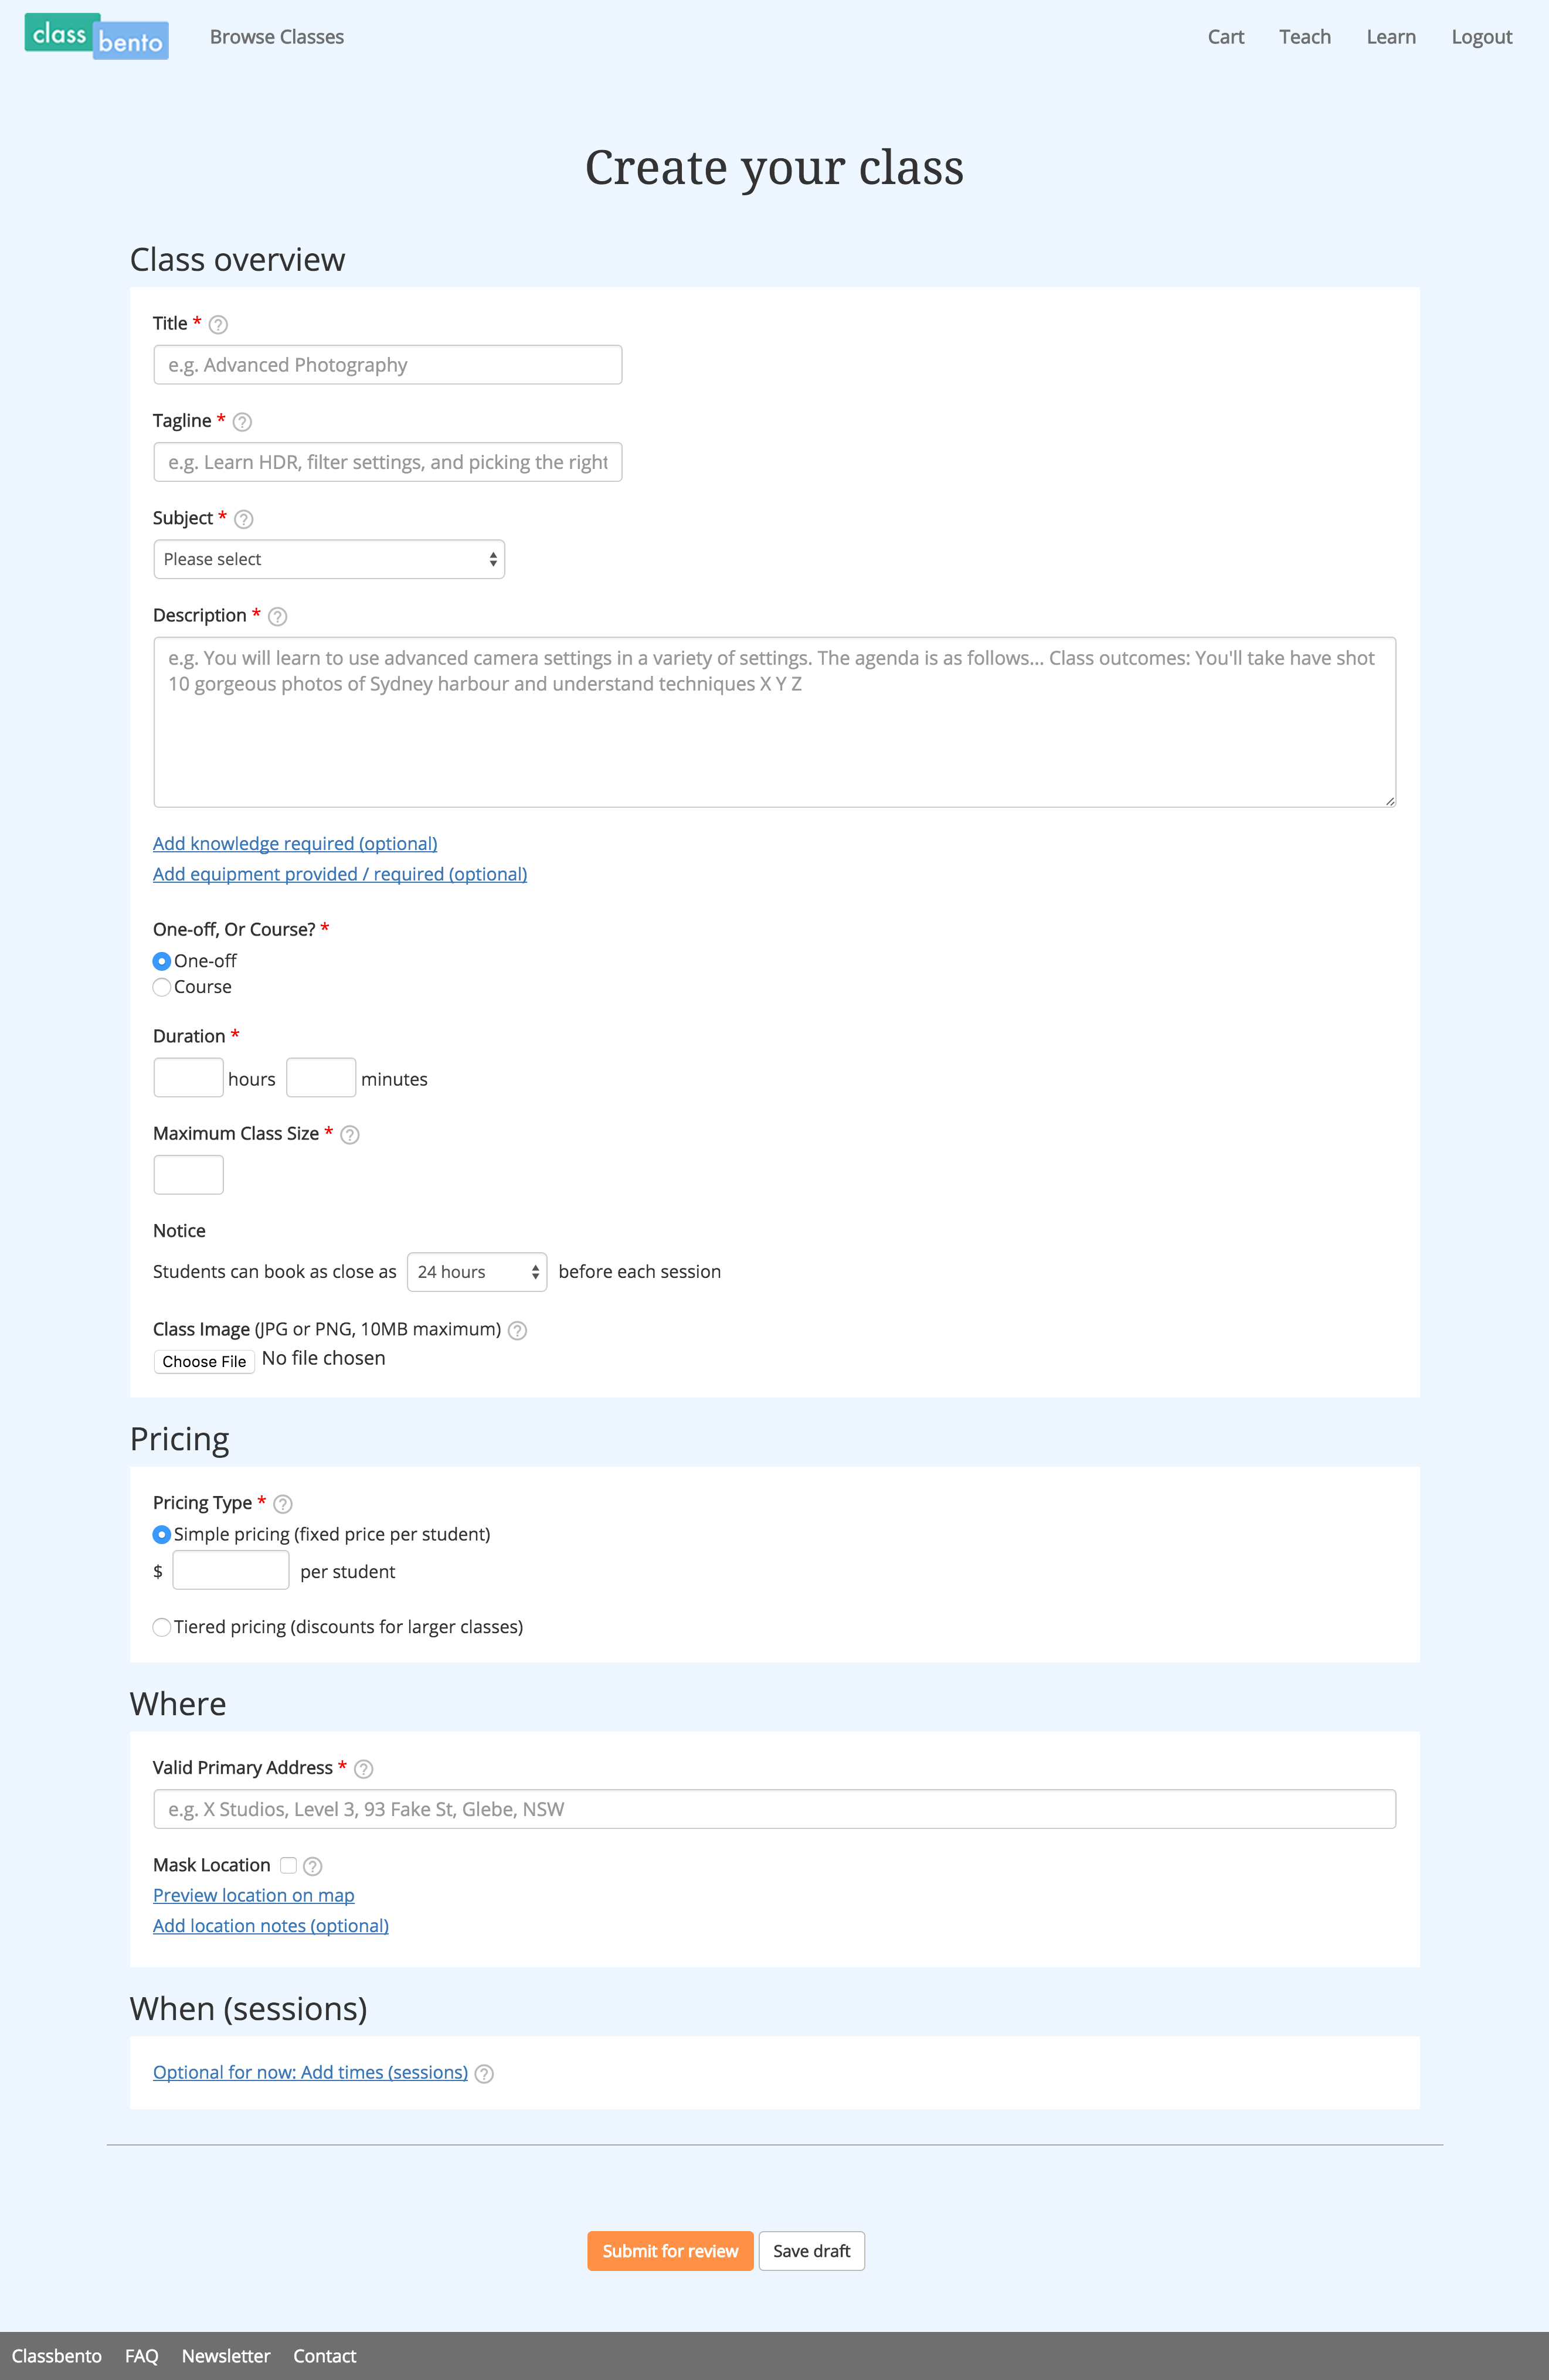 class bento
Browse Classes
Cart
Teach
Learn
Logout
Create your class
Class overview
Title *
e.g. Advanced Photography
Tagline *
e.g. Learn HDR, filter settings, and picking the right
Subject *
Please select
Description *
e.g. You will learn to use advanced camera settings in a variety of settings. The agenda is as follows... Class outcomes: You'll take have shot
10 gorgeous photos of Sydney harbour and understand techniques X Y Z
Add knowledge required (optional)
Add equipment provided / required (optional)
One-off, Or Course? *
One-off
Course
Duration *
hours minutes
Maximum Class Size *
Notice
Students can book as close as 24 hours before each session
Class Image (JPG or PNG, 10MB maximum)
Choose File No file chosen
Pricing
Pricing Type *
Simple pricing (fixed price per student)
$ per student
Tiered pricing (discounts for larger classes)
Where
Valid Primary Address *
e.g. X Studios, Level 3, 93 Fake St, Glebe, NSW
Mask Location
Preview location on map
Add location notes (optional)
When (sessions)
Optional for now: Add times (sessions)
Submit for review
Save draft
Classbento
FAQ
Newsletter
Contact